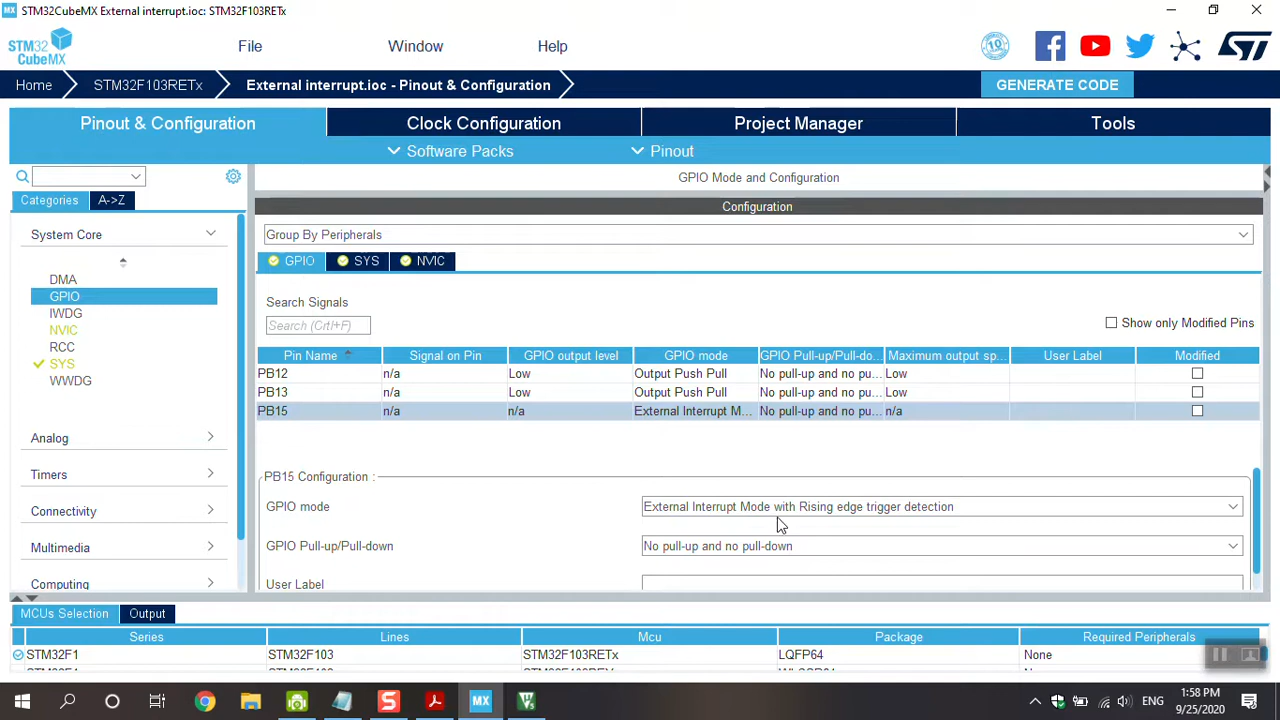 MX STM32CubeMX External interrupt.ioc: STM32F103RETx
STM32
CubeMX
File
Window
Help
10
Home
STM32F103RETx
External interrupt.ioc - Pinout & Configuration
GENERATE CODE
Pinout & Configuration
Clock Configuration
Project Manager
Tools
Software Packs
Pinout
GPIO Mode and Configuration
Categories
A->Z
Configuration
System Core
Group By Peripherals
GPIO
SYS
NVIC
DMA
GPIO
IWDG
NVIC
RCC
SYS
WWDG
Analog
Timers
Connectivity
Multimedia
Computing
Search Signals
Search (Crtl+F)
Show only Modified Pins
Pin Name Signal on Pin GPIO output level GPIO mode GPIO Pull-up/Pull-do... Maximum output sp... User Label Modified
PB12 n/a Low Output Push Pull No pull-up and no pu... Low
PB13 n/a Low Output Push Pull No pull-up and no pu... Low
PB15 n/a n/a External Interrupt M... No pull-up and no pu... n/a
PB15 Configuration :
GPIO mode External Interrupt Mode with Rising edge trigger detection
GPIO Pull-up/Pull-down No pull-up and no pull-down
User Label
MCUs Selection Output
Series Lines Mcu Package Required Peripherals
STM32F1 STM32F103 STM32F103RETx LQFP64 None
MX
ENG
1:58 PM
9/25/2020